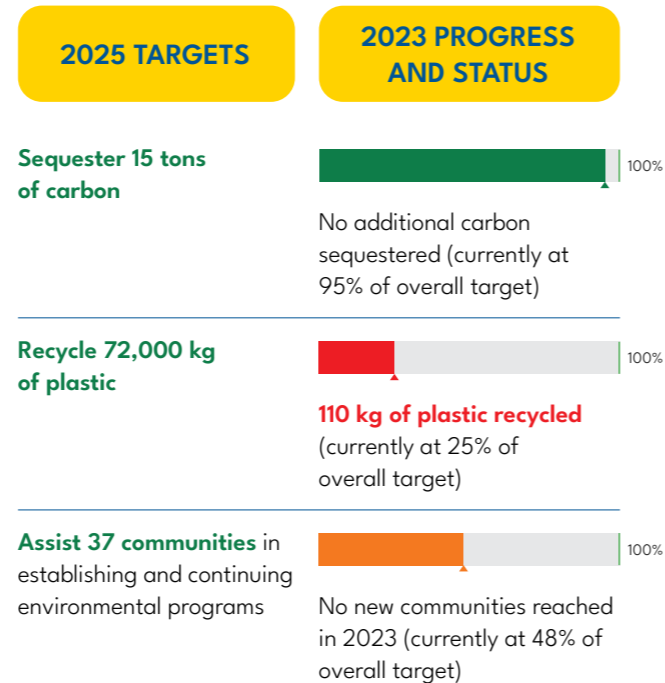 2025 TARGETS
2023 PROGRESS
AND STATUS
Sequester 15 tons
of carbon
100%
No additional carbon
sequestered (currently at
95% of overall target)
Recycle 72,000 kg
of plastic
100%
110 kg of plastic recycled
(currently at 25% of
overall target)
Assist 37 communities in
establishing and continuing
environmental programs
100%
No new communities reached
in 2023 (currently at 48% of
overall target)